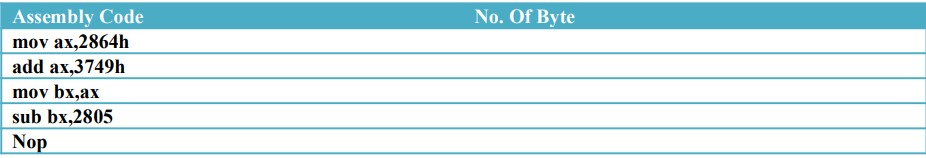 Assembly Code No. Of Byte
mov ax,2864h
add ax,3749h
mov bx,ax
sub bx,2805
Nop